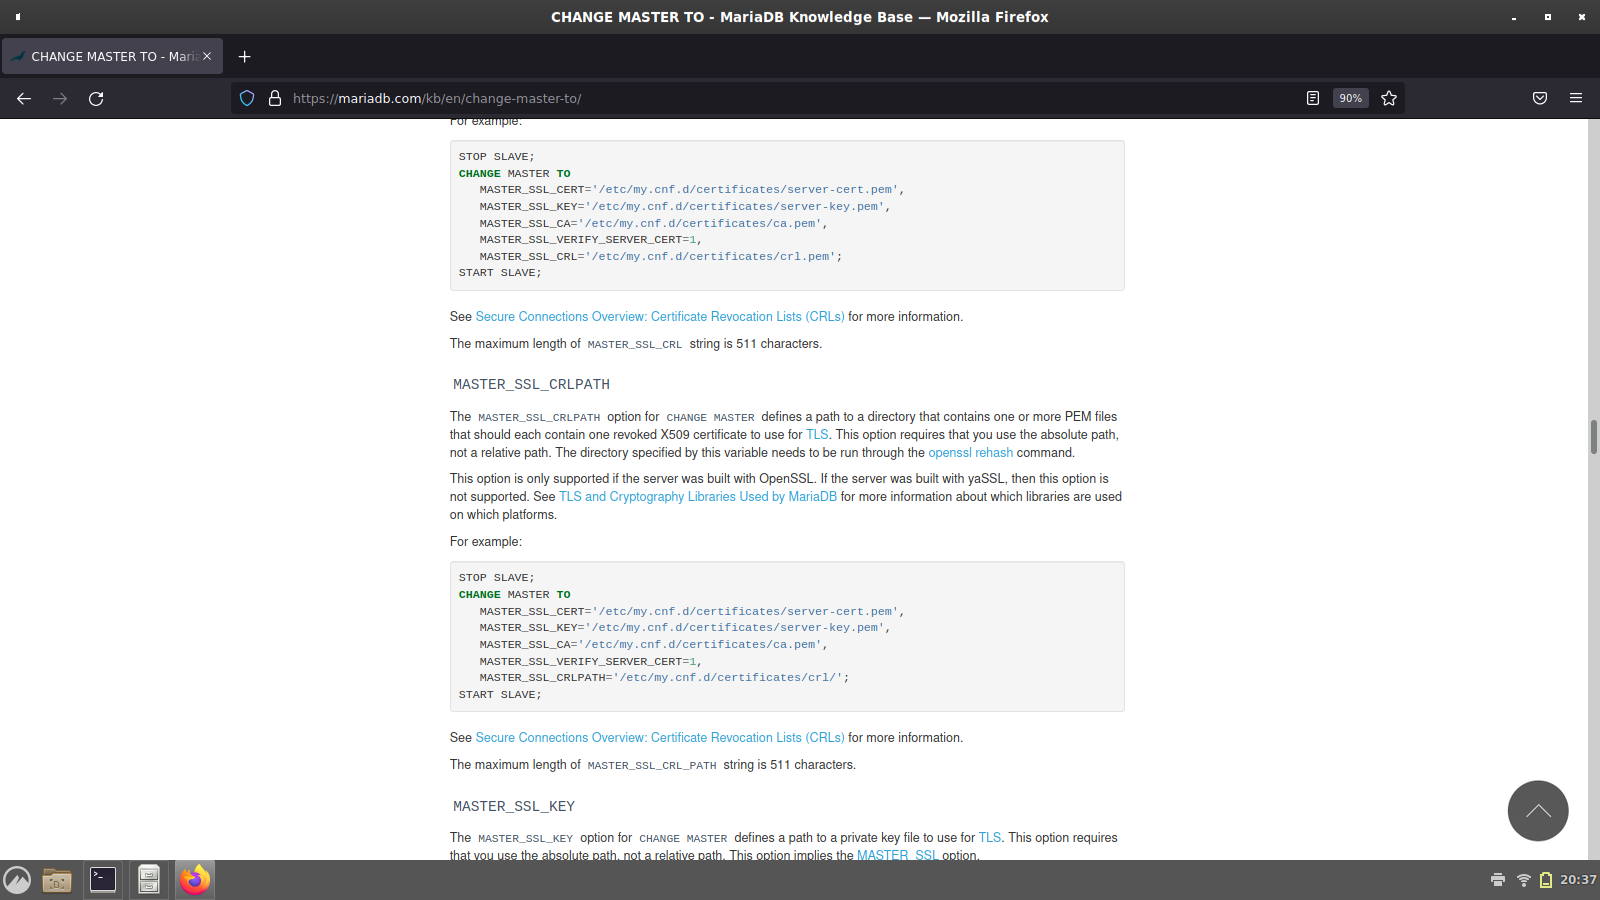 CHANGE MASTER TO - MariaDB Knowledge Base — Mozilla Firefox
CHANGE MASTER TO - Maria
https://mariadb.com/kb/en/change-master-to/
90%
For example:
STOP SLAVE;
CHANGE MASTER TO
MASTER_SSL_CERT='/etc/my.cnf.d/certificates/server-cert.pem',
MASTER_SSL_KEY='/etc/my.cnf.d/certificates/server-key.pem',
MASTER_SSL_CA='/etc/my.cnf.d/certificates/ca.pem',
MASTER_SSL_VERIFY_SERVER_CERT=1,
MASTER_SSL_CRL='/etc/my.cnf.d/certificates/crl.pem';
START SLAVE;
See Secure Connections Overview: Certificate Revocation Lists (CRLs) for more information.
The maximum length of MASTER_SSL_CRL string is 511 characters.
MASTER_SSL_CRLPATH
The MASTER_SSL_CRLPATH option for CHANGE MASTER defines a path to a directory that contains one or more PEM files
that should each contain one revoked X509 certificate to use for TLS. This option requires that you use the absolute path,
not a relative path. The directory specified by this variable needs to be run through the openssl rehash command.
This option is only supported if the server was built with OpenSSL. If the server was built with yaSSL, then this option is
not supported. See TLS and Cryptography Libraries Used by MariaDB for more information about which libraries are used
on which platforms.
For example:
STOP SLAVE;
CHANGE MASTER TO
MASTER_SSL_CERT='/etc/my.cnf.d/certificates/server-cert.pem',
MASTER_SSL_KEY='/etc/my.cnf.d/certificates/server-key.pem',
MASTER_SSL_CA='/etc/my.cnf.d/certificates/ca.pem',
MASTER_SSL_VERIFY_SERVER_CERT=1,
MASTER_SSL_CRLPATH='/etc/my.cnf.d/certificates/crl/';
START SLAVE;
See Secure Connections Overview: Certificate Revocation Lists (CRLs) for more information.
The maximum length of MASTER_SSL_CRL_PATH string is 511 characters.
MASTER_SSL_KEY
The MASTER_SSL_KEY option for CHANGE MASTER defines a path to a private key file to use for TLS. This option requires
that you use the absolute path, not a relative path. This option implies the MASTER_SSL option.
20:37